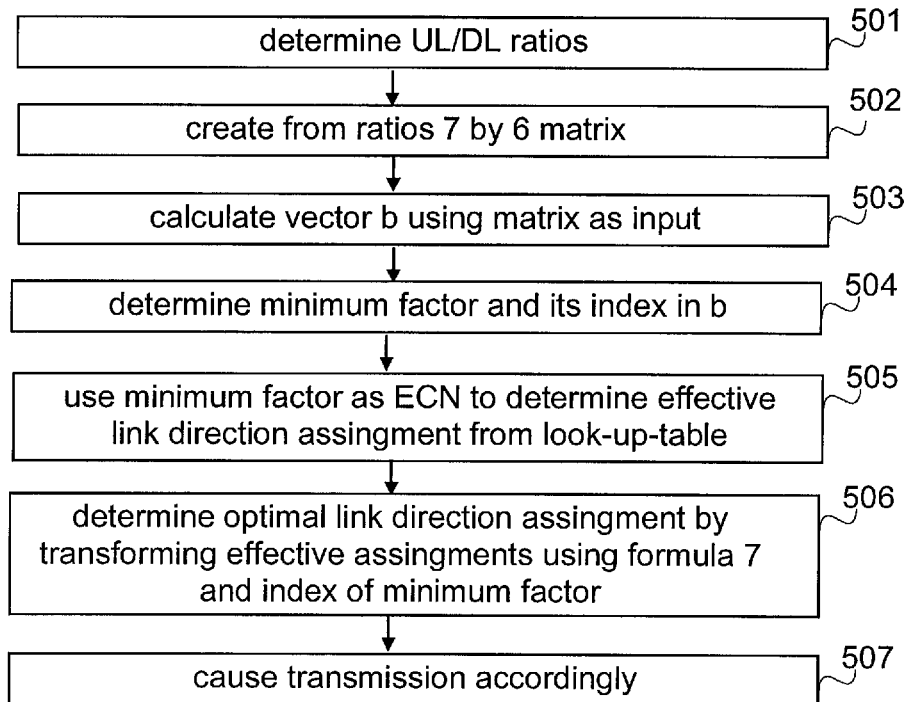 determine UL/DL ratios
501
create from ratios 7 by 6 matrix
502
calculate vector b using matrix as input
503
determine minimum factor and its index in b
504
use minimum factor as ECN to determine effective
link direction assingment from look-up-table
505
determine optimal link direction assingment by
transforming effective assingments using formula 7
and index of minimum factor
506
cause transmission accordingly
507